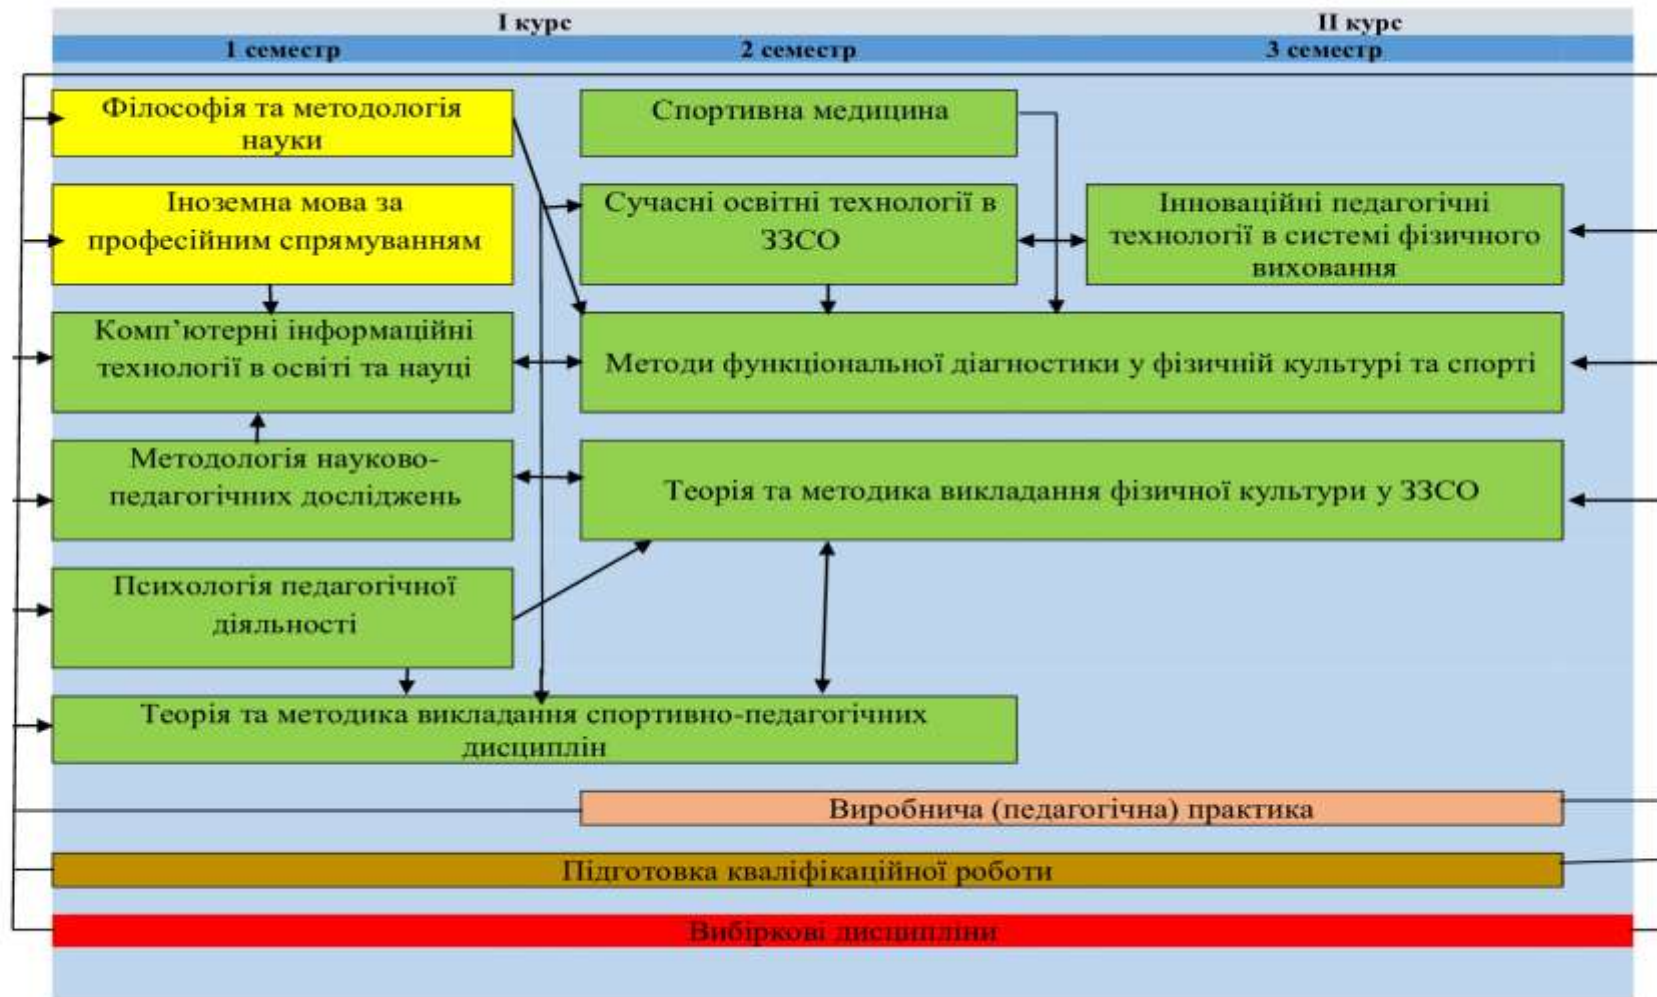 І курс
ІІ курс
1 семестр
2 семестр
3 семестр
Філософія та методологія
науки
Спортивна медицина
Іноземна мова за
професійним спрямуванням
Сучасні освітні технології в
ЗЗСО
Інноваційні педагогічні
технології в системі фізичного
виховання
Комп’ютерні інформаційні
технології в освіті та науці
Методи функціональної діагностики у фізичній культурі та спорті
Методологія науково-
педагогічних досліджень
Теорія та методика викладання фізичної культури у ЗЗСО
Психологія педагогічної
діяльності
Теорія та методика викладання спортивно-педагогічних
дисциплін
Виробнича (педагогічна) практика
Підготовка кваліфікаційної роботи
Вибіркові дисципліни